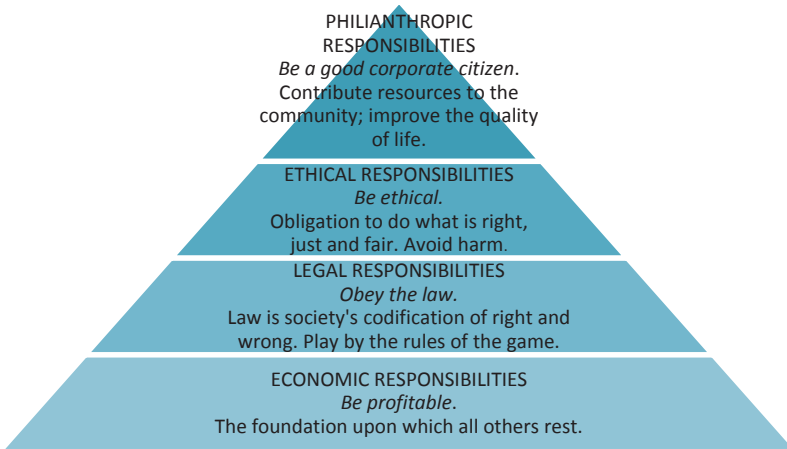 PHILIANTHROPIC
RESPONSIBILITIES
Be a good corporate citizen.
Contribute resources to the
community; improve the quality
of life.
ETHICAL RESPONSIBILITIES
Be ethical.
Obligation to do what is right,
just and fair. Avoid harm.
LEGAL RESPONSIBILITIES
Obey the law.
Law is society's codification of right and
wrong. Play by the rules of the game.
ECONOMIC RESPONSIBILITIES
Be profitable.
The foundation upon which all others rest.